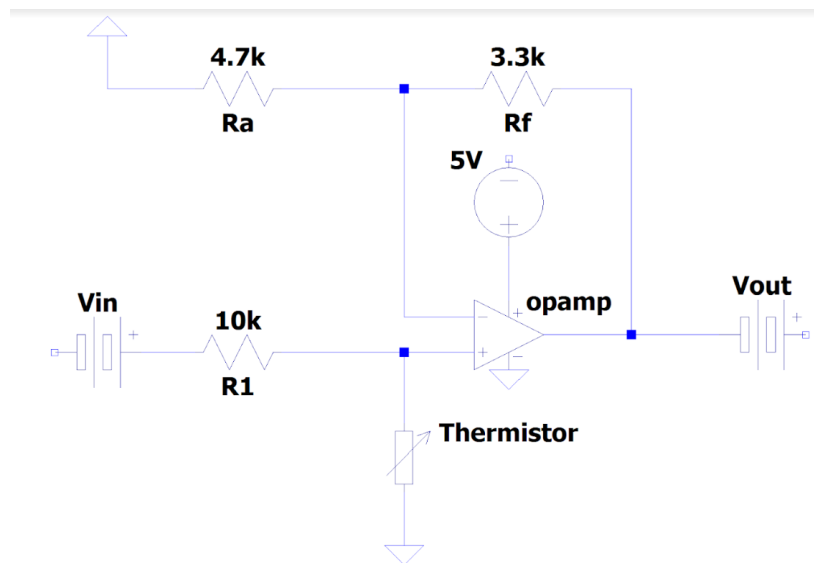 4.7k
Ra
3.3k
Rf
5V
Vin
10k
R1
opamp
Vout
Thermistor